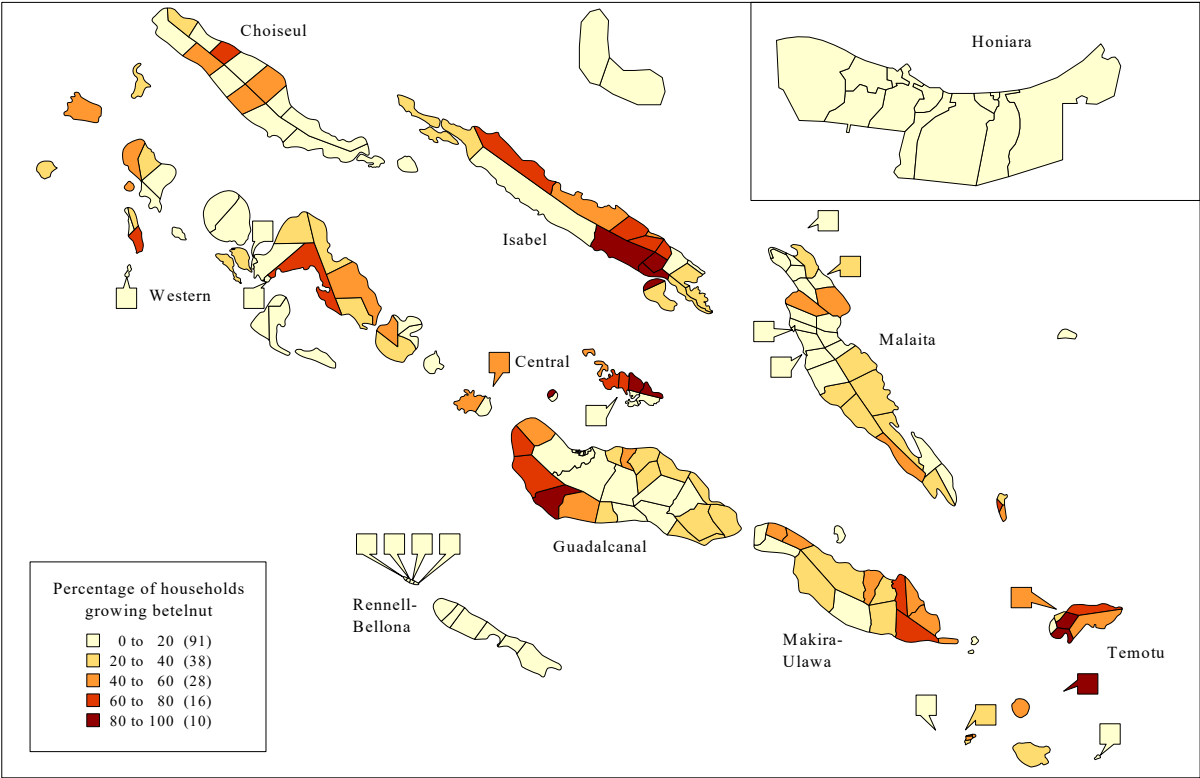 Choiseul
Honiara
Isabel
Western
Malaita
Central
Guadalcanal
Rennell-
Bellona
Makira-
Ulawa
Temotu
Percentage of households
growing betelnut
0 to 20 (91)
20 to 40 (38)
40 to 60 (28)
60 to 80 (16)
80 to 100 (10)